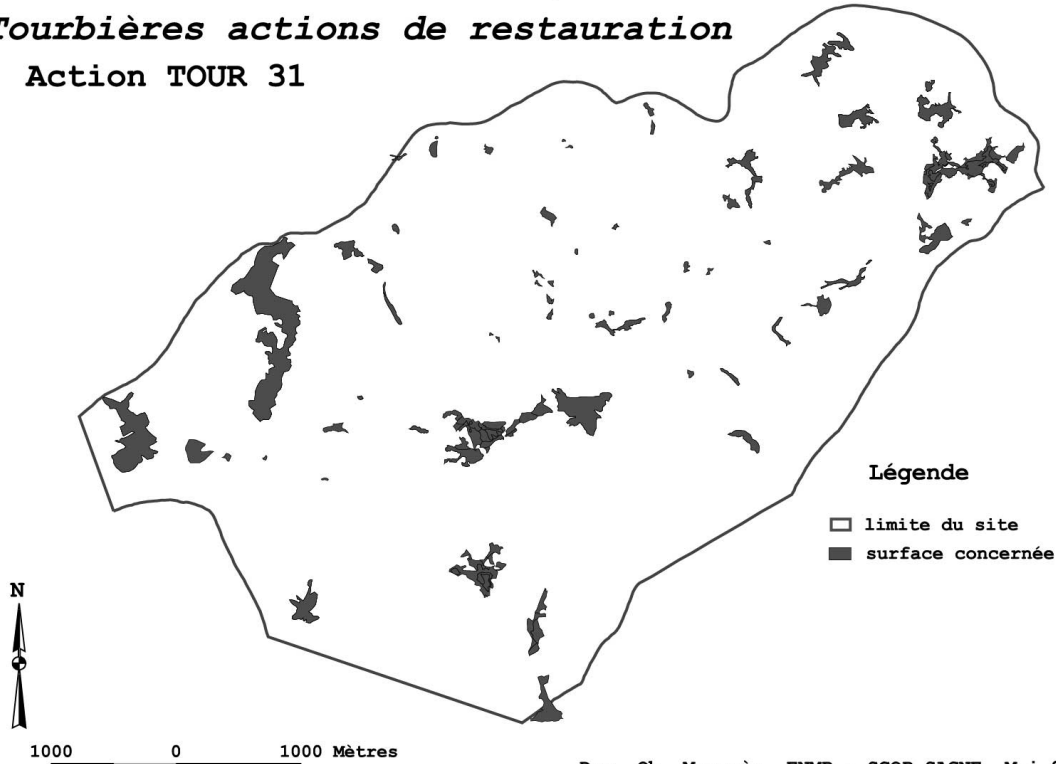 Tourbières actions de restauration
Action TOUR 31
Légende
limite du site
surface concernée
N
1000 0 1000 Mètres